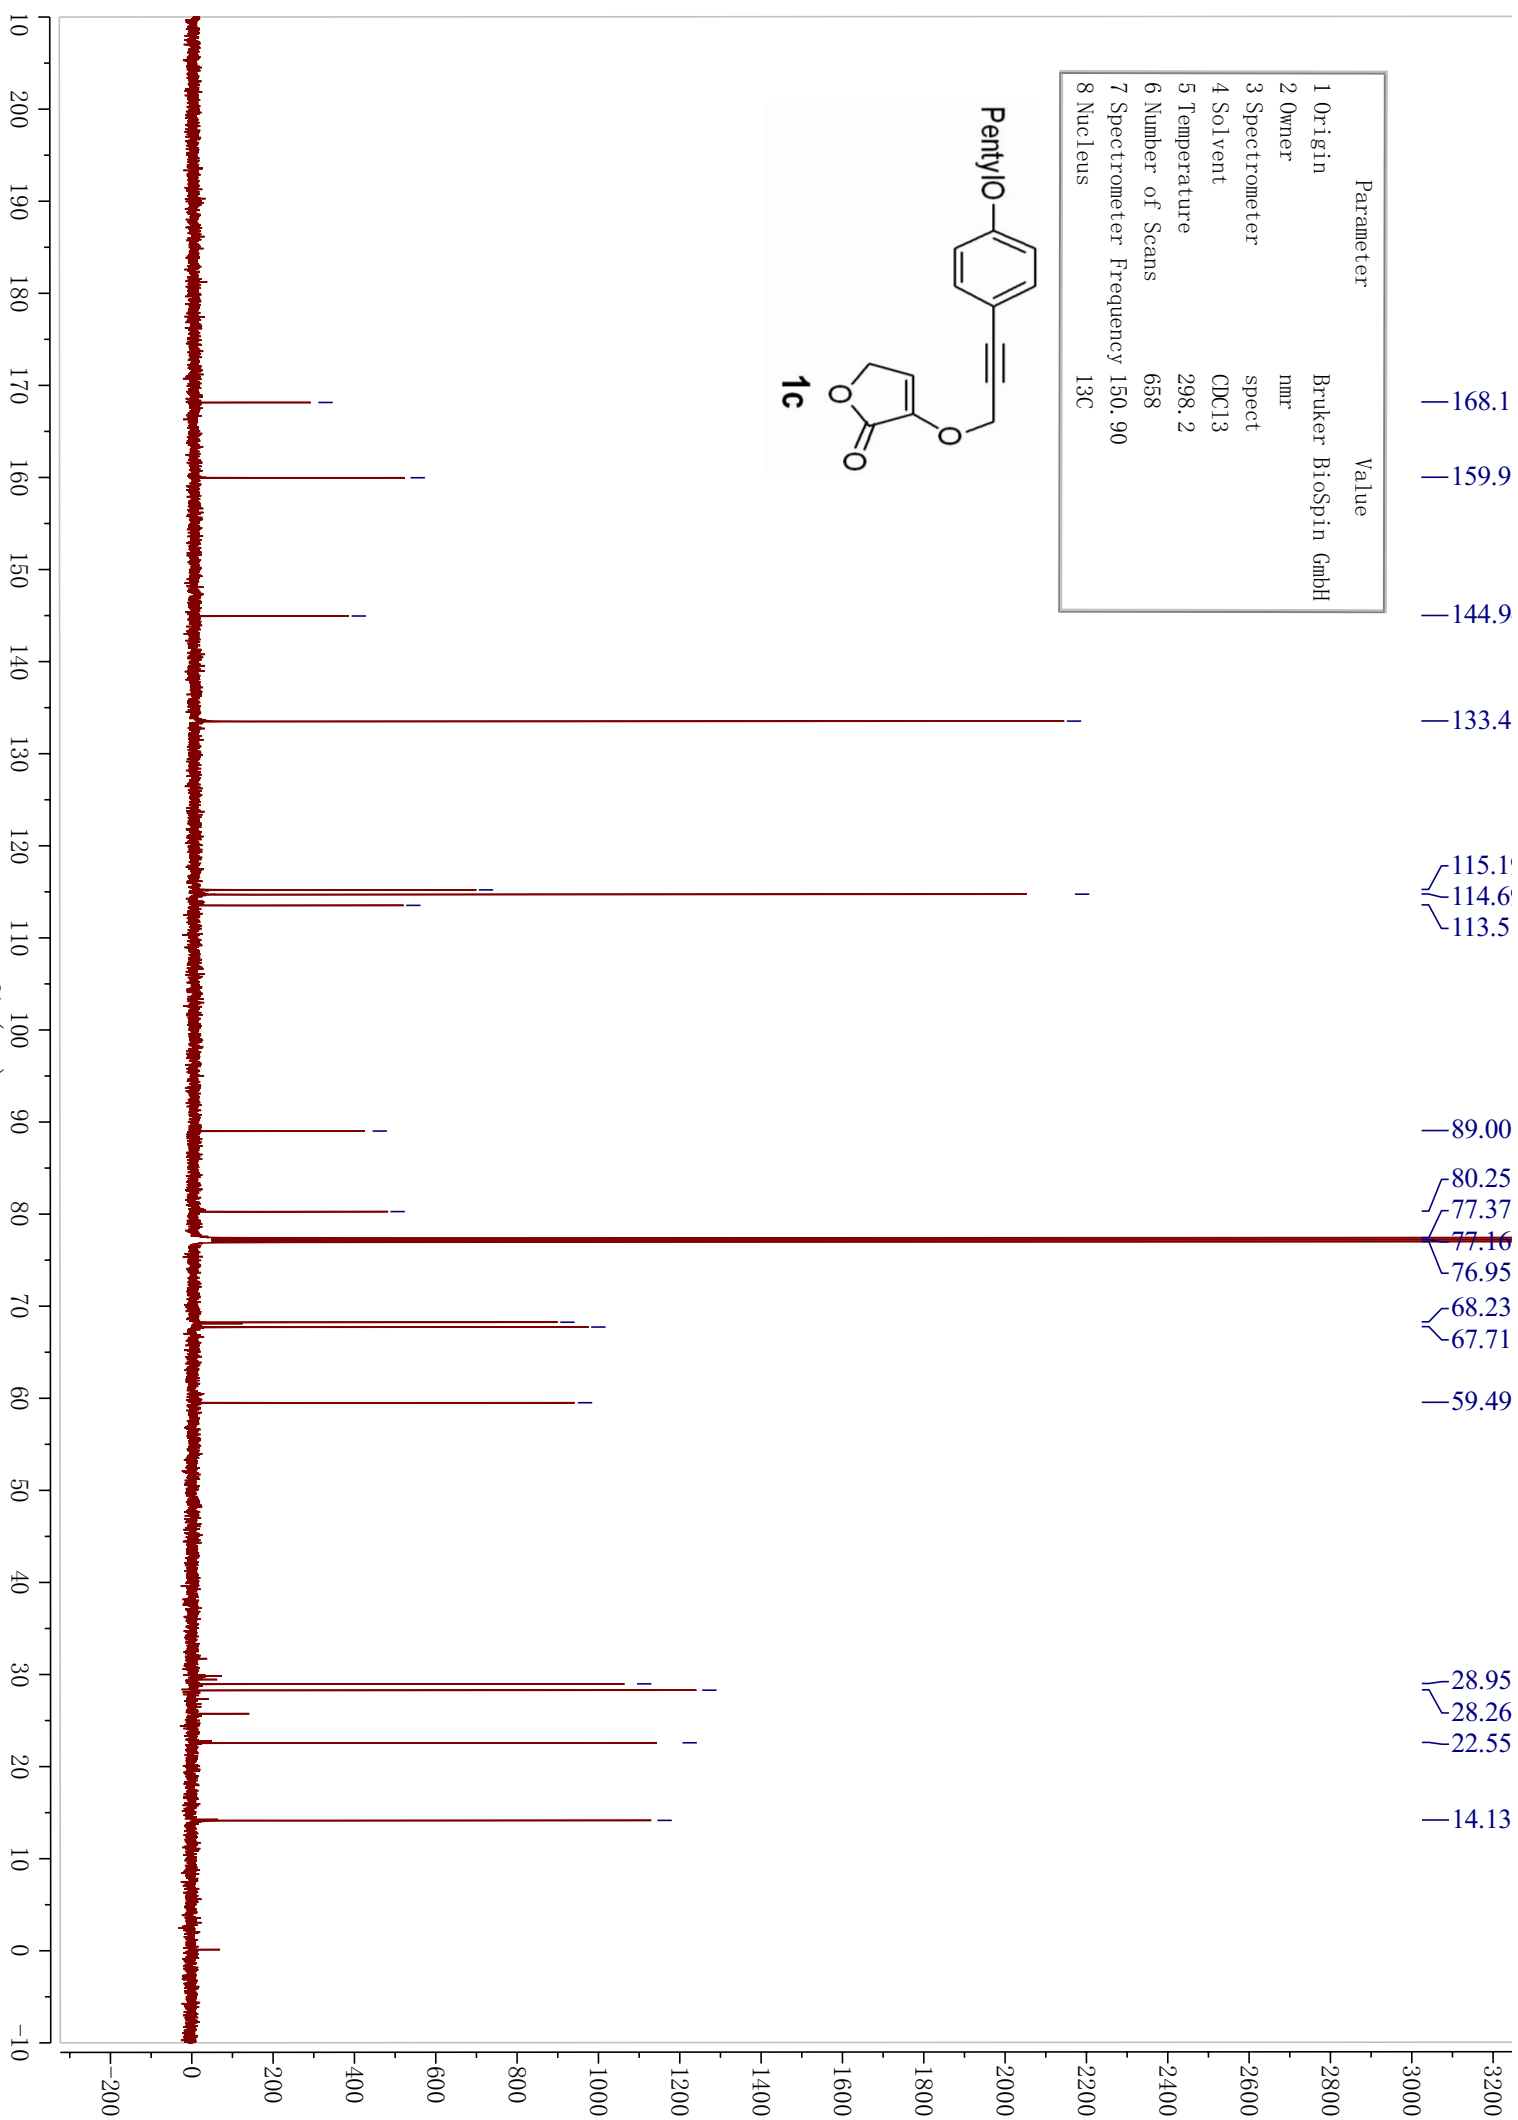 168.1
159.9
144.9
133.4
115.1
114.6
113.5
89.00
80.25
77.37
77.16
76.95
68.23
67.71
59.49
28.95
28.26
22.55
14.13
Parameter Value
1 Origin Bruker BioSpin GmbH
2 Owner nmr
3 Spectrometer spect
4 Solvent CDCl3
5 Temperature 298.2
6 Number of Scans 658
7 Spectrometer Frequency 150.90
8 Nucleus 13C
PentylO
O
O
O
1c
10 200 190 180 170 160 150 140 130 120 110 100 90 80 70 60 50 40 30 20 10 0 -10
3200
3000
2800
2600
2400
2200
2000
1800
1600
1400
1200
1000
800
600
400
200
0
-200